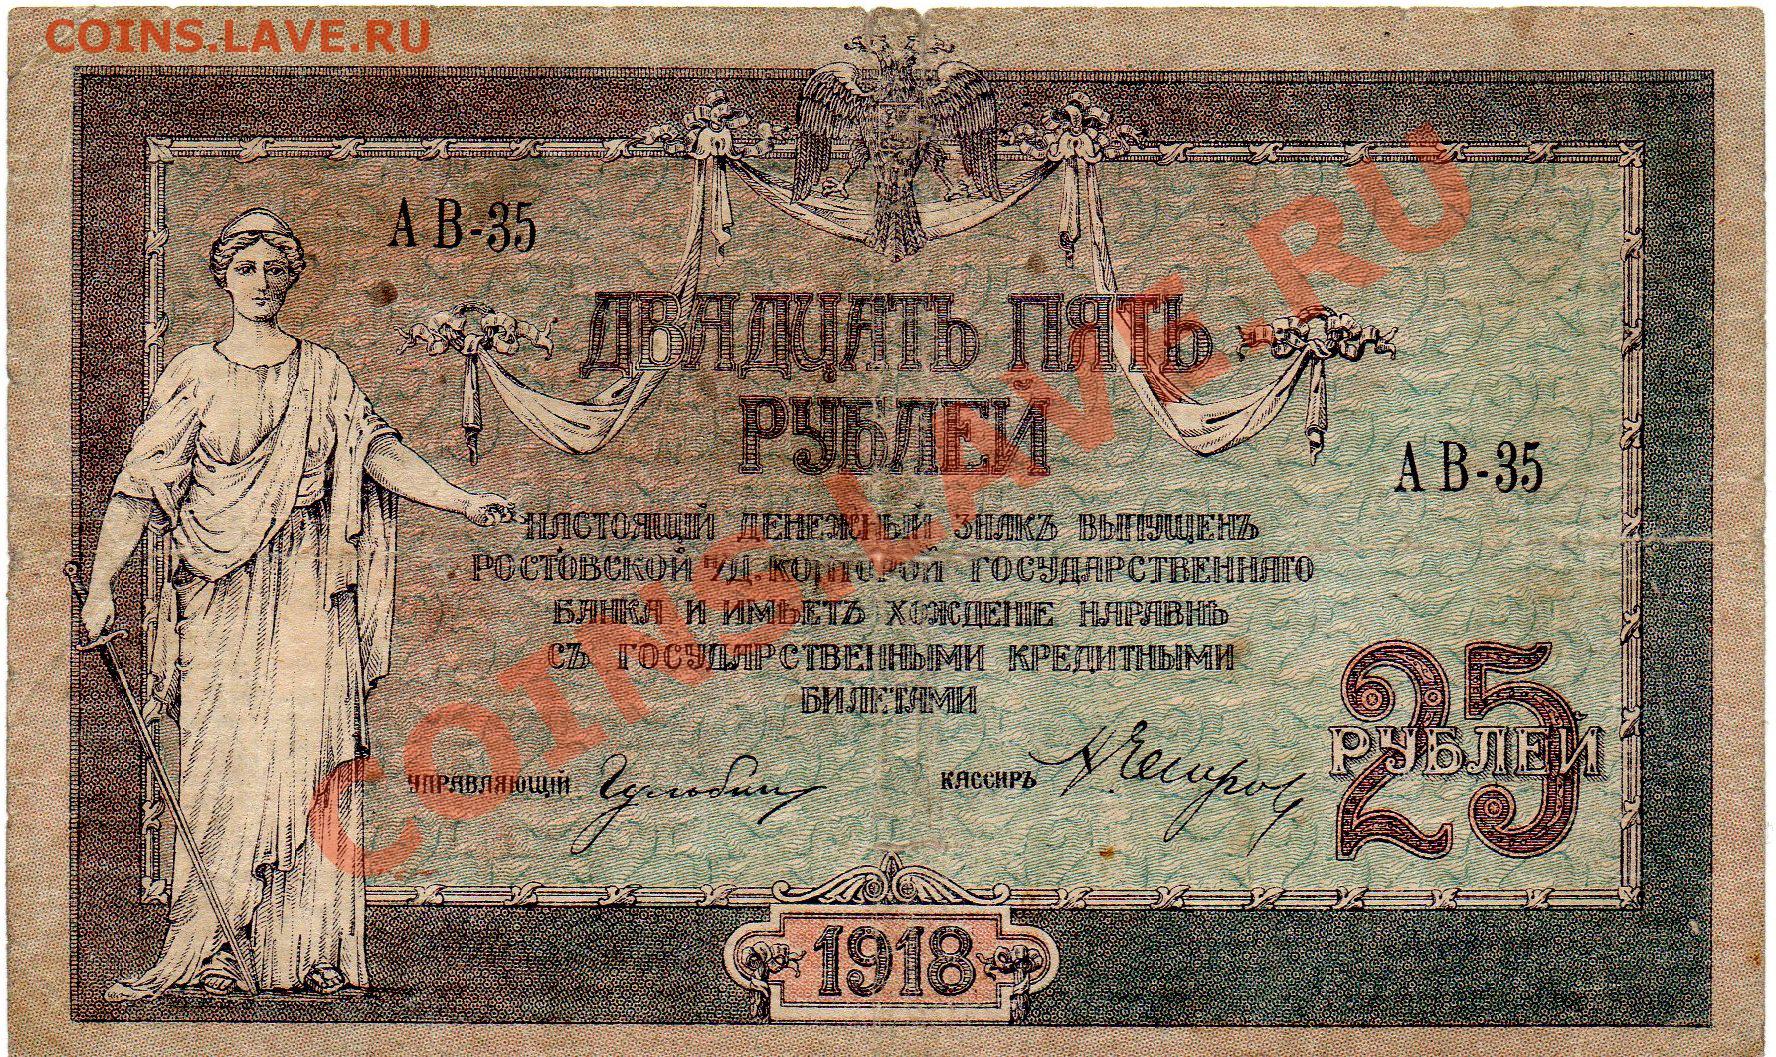 COINS.LAVE.RU
АВ-35
ДВАДЦАТЬ ПЯТЬ
РУБЛЕЙ
АВ-35
НАСТОЯЩІЙ ДЕНЕЖНЫЙ ЗНАКЪ ВЫПУЩЕНЪ
РОСТОВСКОЙ Н/Д. КОНТОРОЙ ГОСУДАРСТВЕННАГО
БАНКА И ИМѢЕТЪ ХОЖДЕНІЕ НАРАВНѢ
СЪ ГОСУДАРСТВЕННЫМИ КРЕДИТНЫМИ
БИЛЕТАМИ
25
РУБЛЕЙ
УПРАВЛЯЮЩІЙ КАССИРЪ
1918
COINS.LAVE.RU